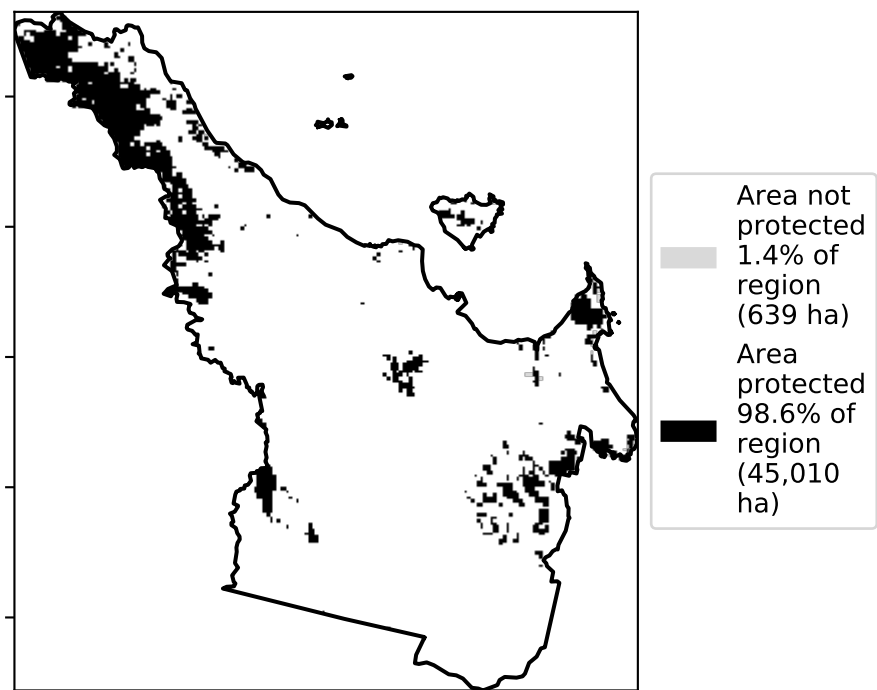 Area not
protected
1.4% of
region
(639 ha)
Area
protected
98.6% of
region
(45,010
ha)